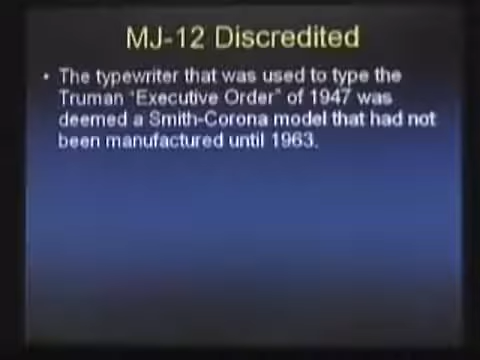 MJ-12 Discredited
• The typewriter that was used to type the
Truman "Executive Order" of 1947 was
deemed a Smith-Corona model that had not
been manufactured until 1963.